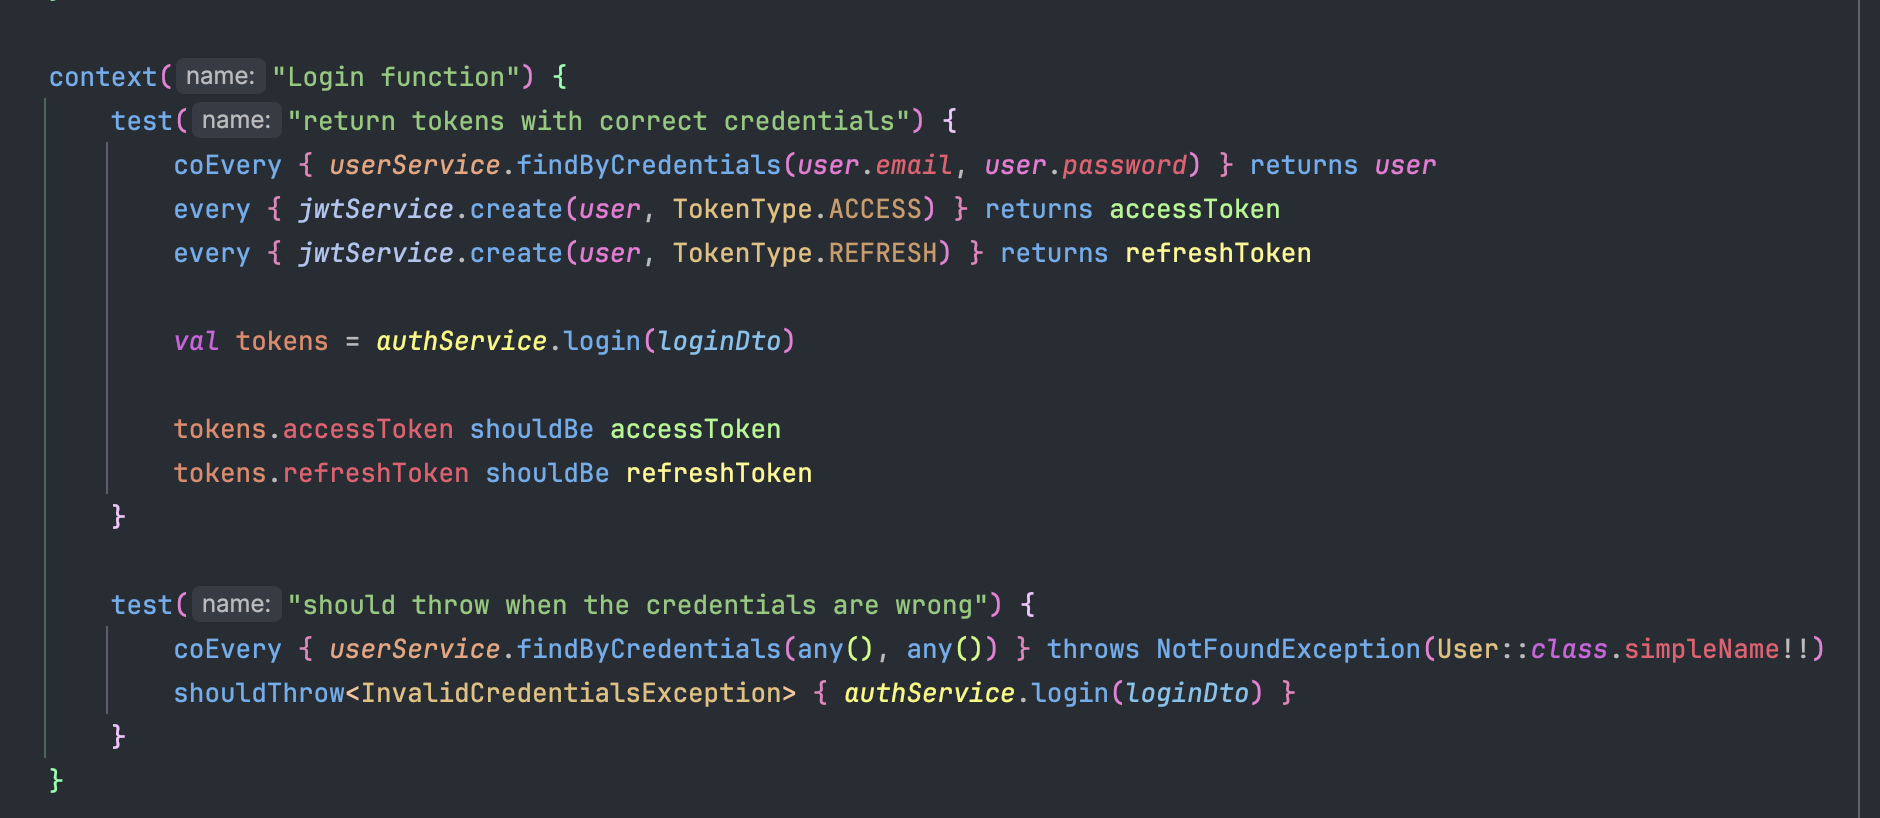 context( name: "Login function") {
test( name: "return tokens with correct credentials") {
coEvery { userService.findByCredentials(user.email, user.password) } returns user
every { jwtService.create(user, TokenType.ACCESS) } returns accessToken
every { jwtService.create(user, TokenType.REFRESH) } returns refreshToken
val tokens = authService.login(loginDto)
tokens.accessToken shouldBe accessToken
tokens.refreshToken shouldBe refreshToken
}
test( name: "should throw when the credentials are wrong") {
coEvery { userService.findByCredentials(any(), any()) } throws NotFoundException(User::class.simpleName!!)
shouldThrow<InvalidCredentialsException> { authService.login(loginDto) }
}
}